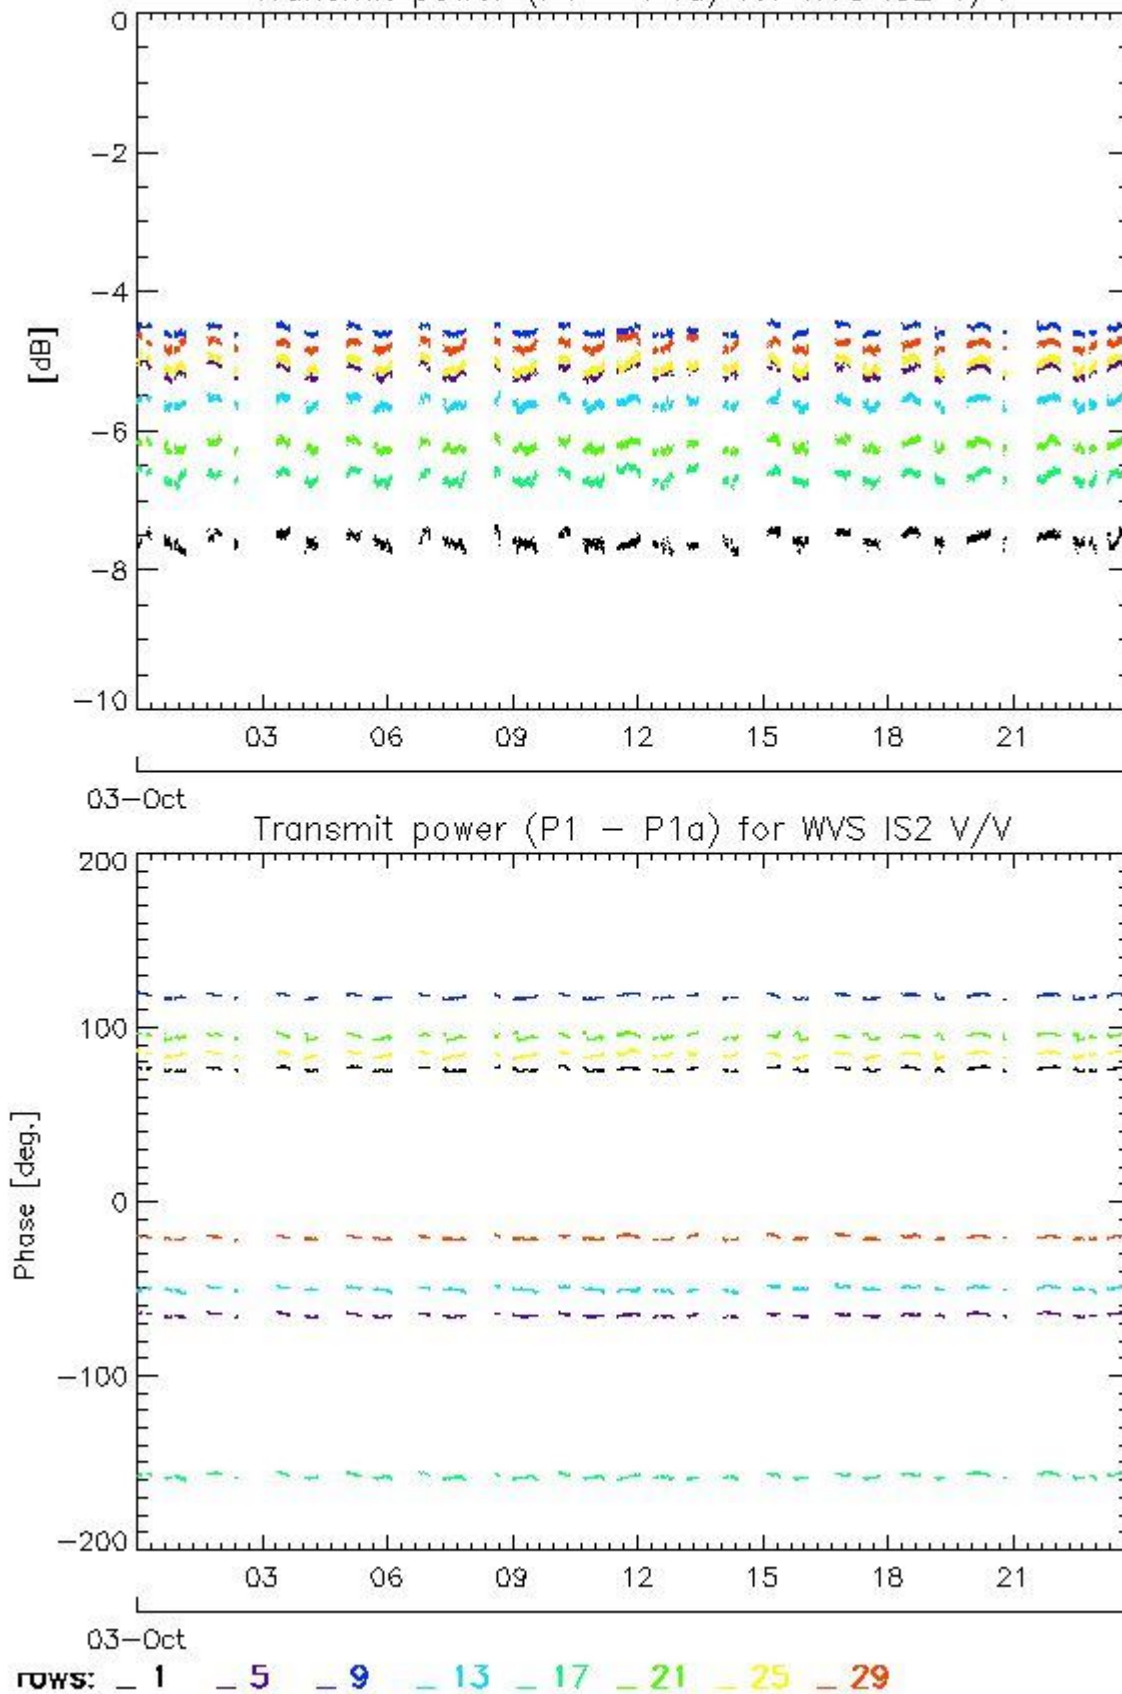 0
-2
-4
[dB]
-6
-8
-10
03 06 09 12 15 18 21
03-Oct
Transmit power (P1 - P1a) for WVS IS2 V/V
200
100
0
Phase [deg.]
-100
-200
03 06 09 12 15 18 21
03-Oct
rows: _ 1 _ 5 _ 9 _ 13 _ 17 _ 21 _ 25 _ 29